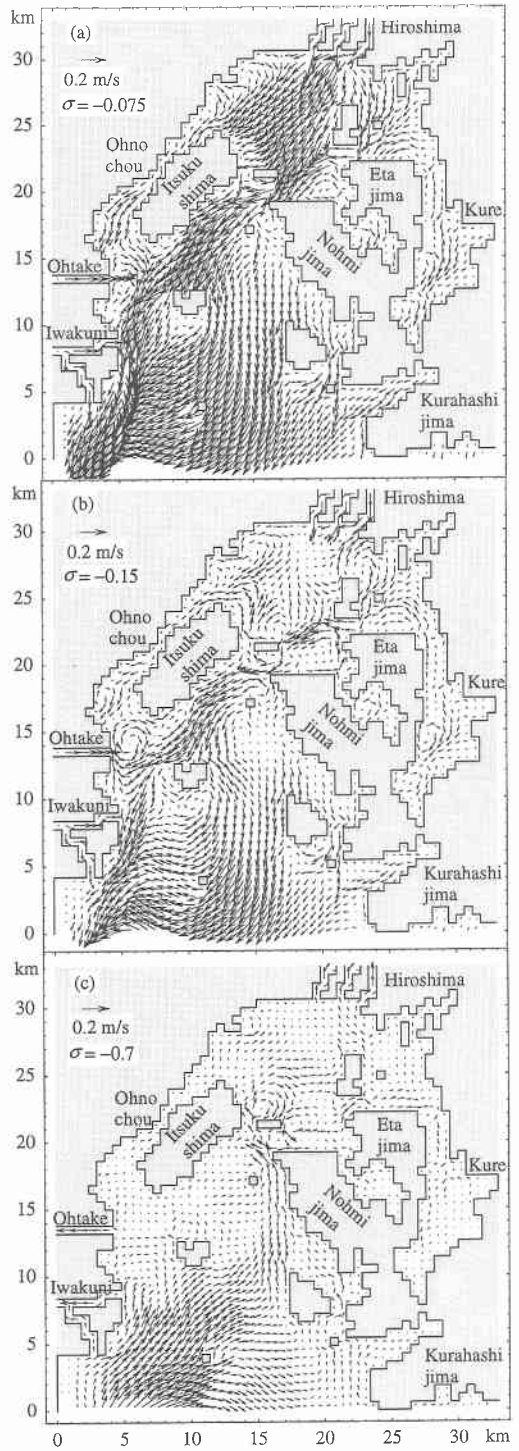 km
30
25
20
15
10
5
0
(a)
0.2 m/s
σ = −0.075
Hiroshima
Ohno
chou
Itsuku
shima
Eta
jima
Kure
Nohmi
jima
Ohtake
Iwakuni
Kurahashi
jima
km
30
25
20
15
10
5
0
(b)
0.2 m/s
σ = −0.15
Hiroshima
Ohno
chou
Itsuku
shima
Eta
jima
Kure
Nohmi
jima
Ohtake
Iwakuni
Kurahashi
jima
km
30
25
20
15
10
5
0
(c)
0.2 m/s
σ = −0.7
Hiroshima
Ohno
chou
Itsuku
shima
Eta
jima
Kure
Nohmi
jima
Ohtake
Iwakuni
Kurahashi
jima
0 5 10 15 20 25 30 km